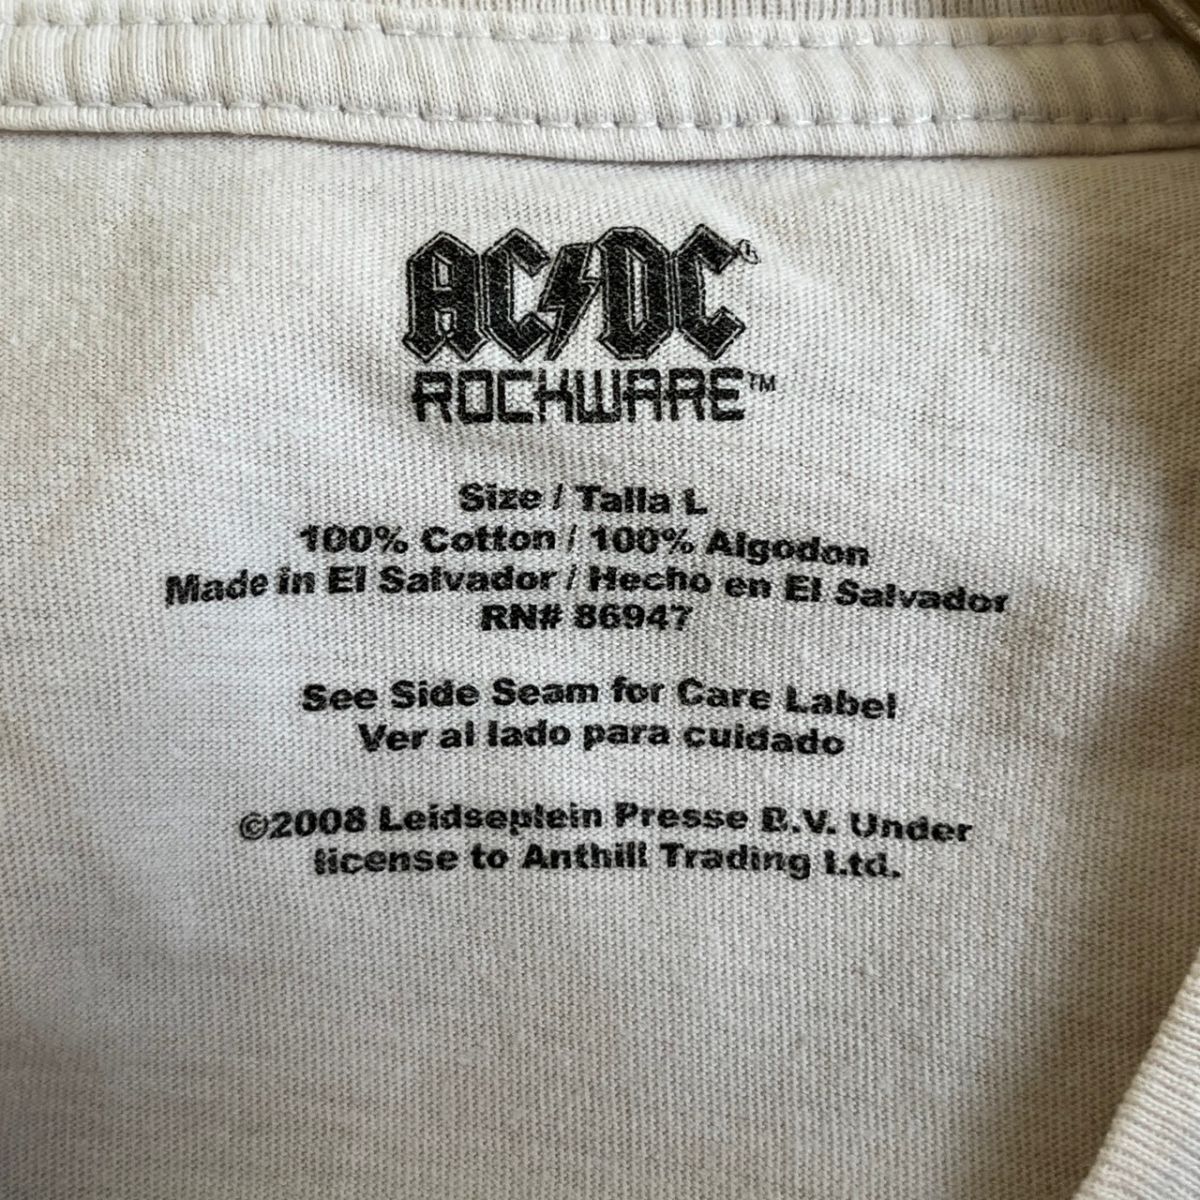 AC⚡DC®
ROCKWARE™
Size / Talla L
100% Cotton / 100% Algodon
Made in El Salvador / Hecho en El Salvador
RN# 86947
See Side Seam for Care Label
Ver al lado para cuidado
©2008 Leidseplein Presse B.V. Under
license to Anthill Trading Ltd.